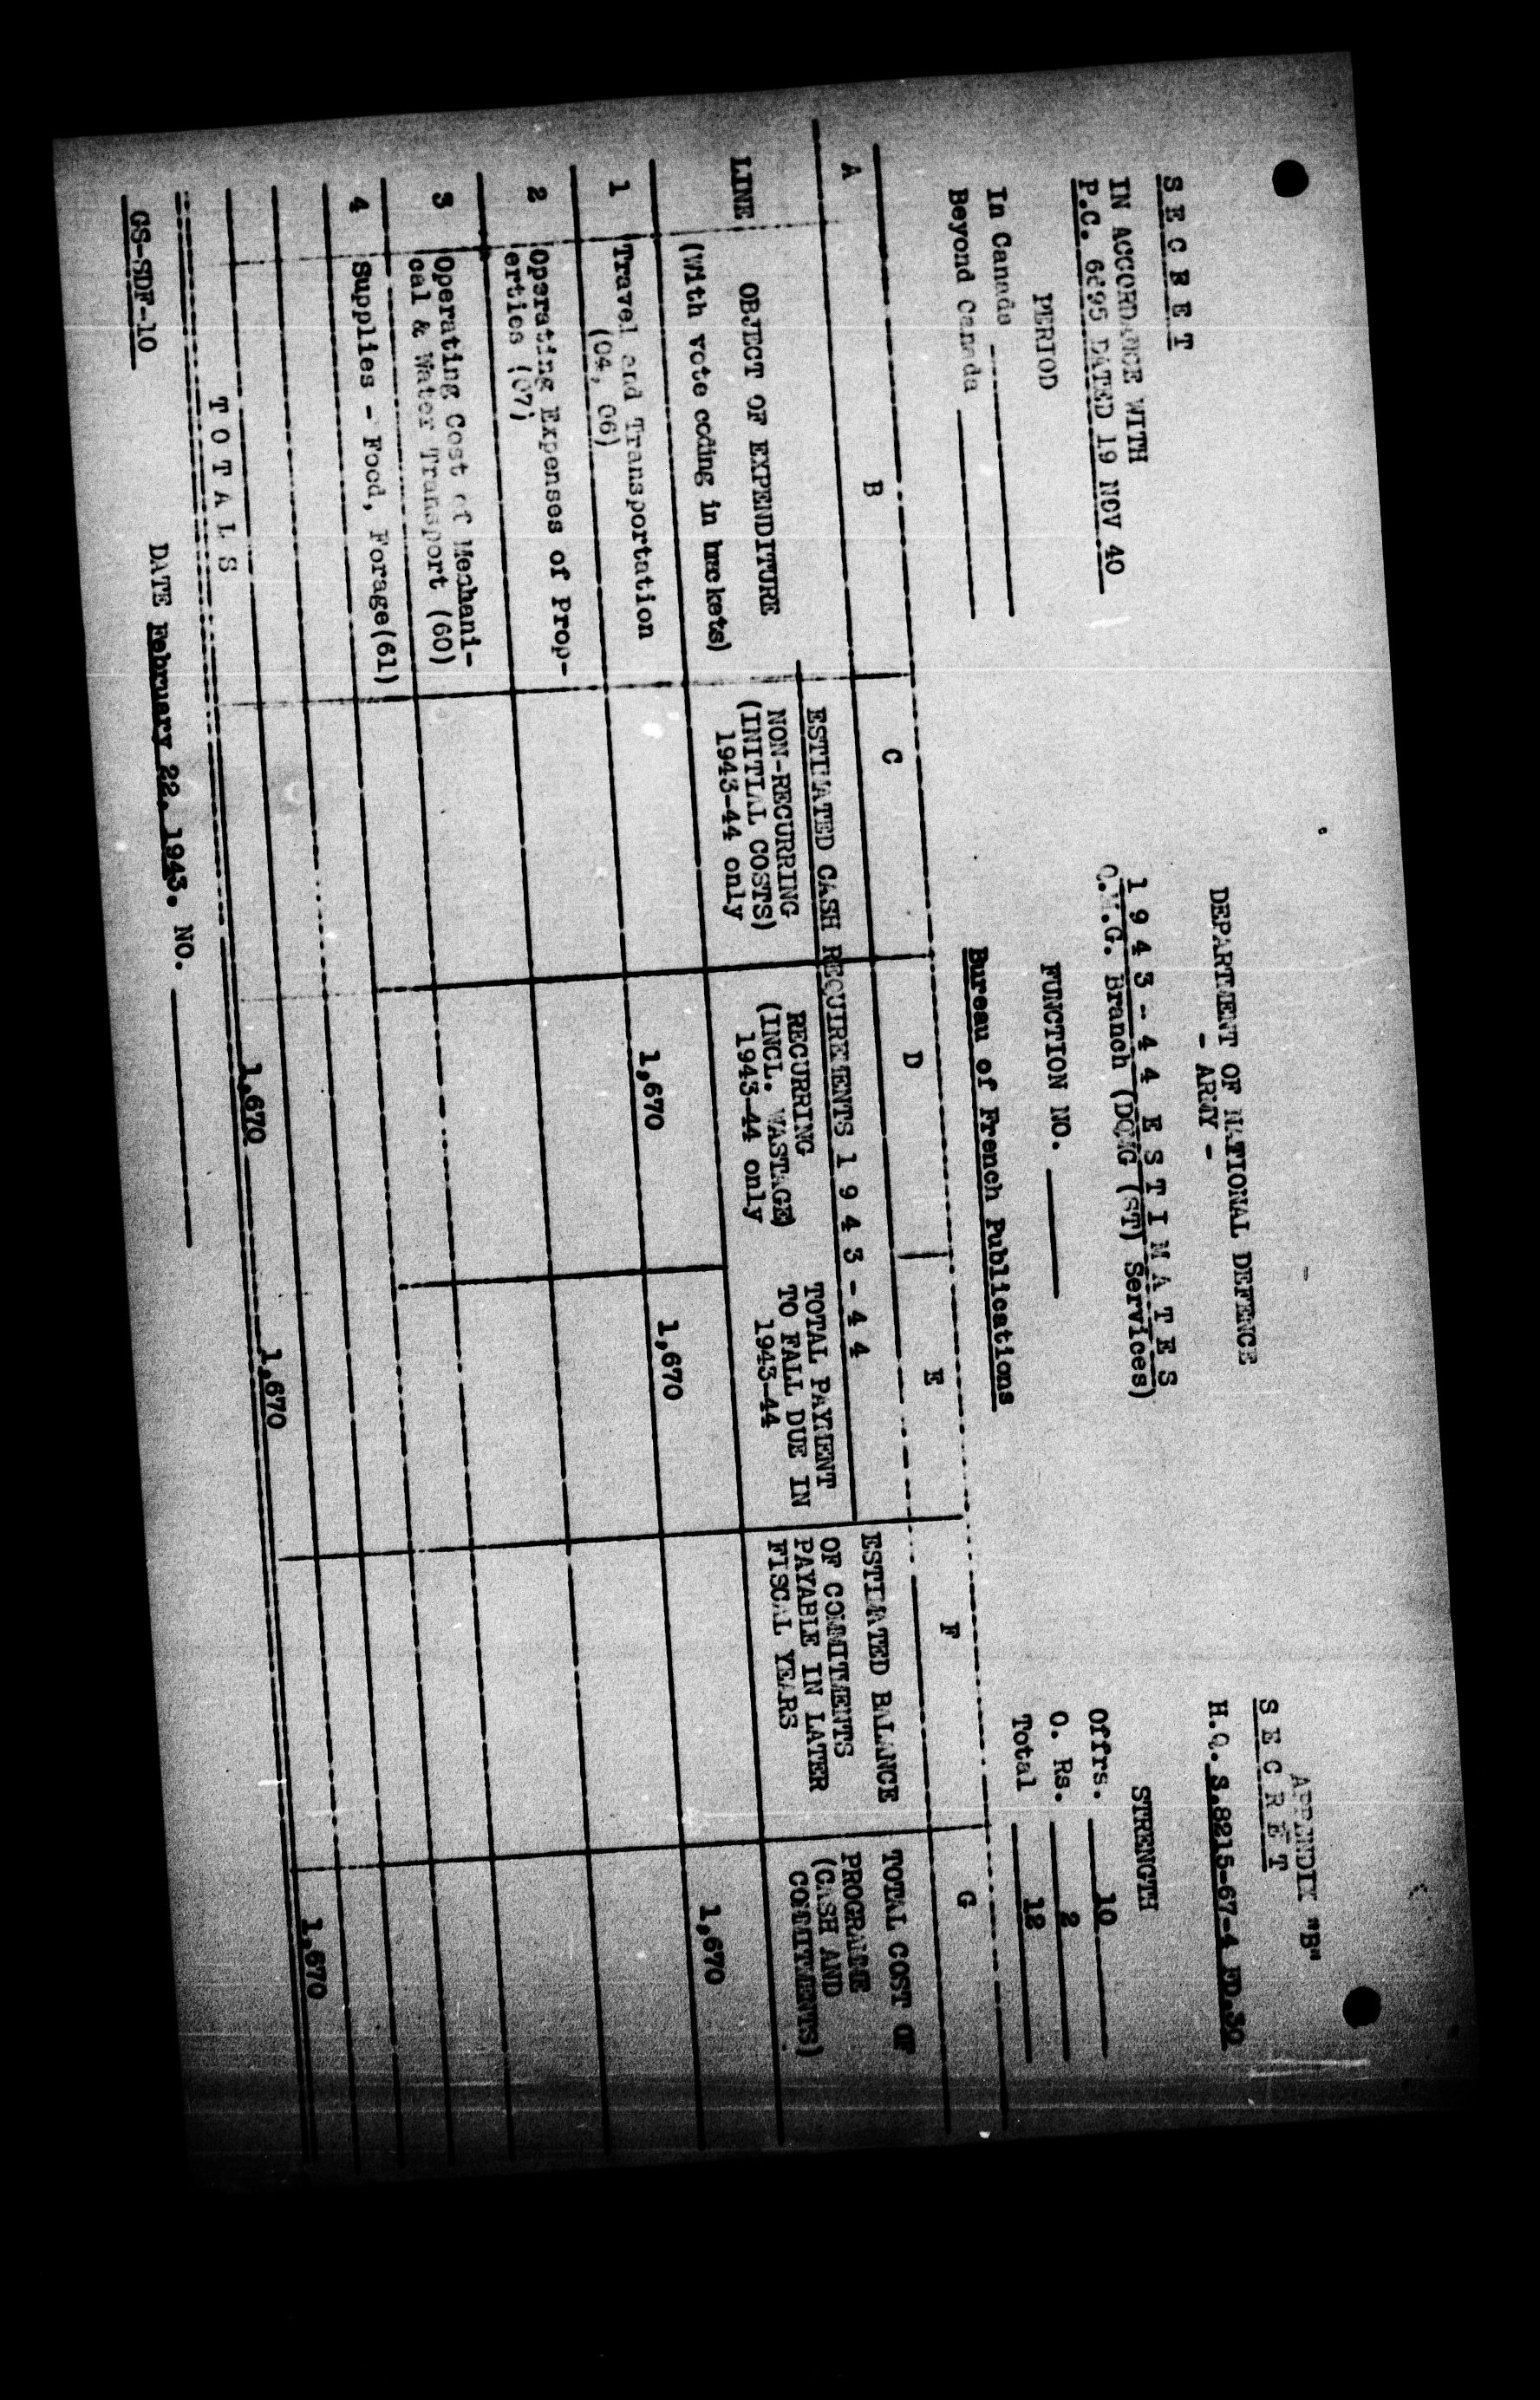 APPENDIX "B"
S E C R E T
DEPARTMENT OF NATIONAL DEFENCE
- ARMY -
H.Q. S.8215-67-4 FD.30
S E C R E T
1 9 4 3 - 4 4 E S T I M A T E S
IN ACCORDANCE WITH
Q.M.G. Branch (DQMG (ST) Services)
STRENGTH
P.C. 6695 DATED 19 NOV 40
Offrs. 10
PERIOD
FUNCTION NO.
O. Rs. 2
In Canada
Total 12
Beyond Canada
Bureau of French Publications
A B C D E F G
ESTIMATED CASH REQUIREMENTS 1 9 4 3 - 4 4
LINE
OBJECT OF EXPENDITURE
(With vote coding in brackets)
NON-RECURRING
(INITIAL COSTS)
1943-44 only
RECURRING
(INCL. WASTAGE)
1943-44 only
TOTAL PAYMENT
TO FALL DUE IN
1943-44
ESTIMATED BALANCE
OF COMMITMENTS
PAYABLE IN LATER
FISCAL YEARS
TOTAL COST OF
PROGRAMME
(CASH AND
COMMITMENTS)
1 Travel and Transportation
(04, 06) 1,670 1,670 1,670
2 Operating Expenses of Prop-
erties (07)
3 Operating Cost of Mechani-
cal & Water Transport (60)
4 Supplies - Food, Forage(61)
T O T A L S 1,670 1,670 1,670
GS-SDF-10 DATE February 22, 1943. NO.